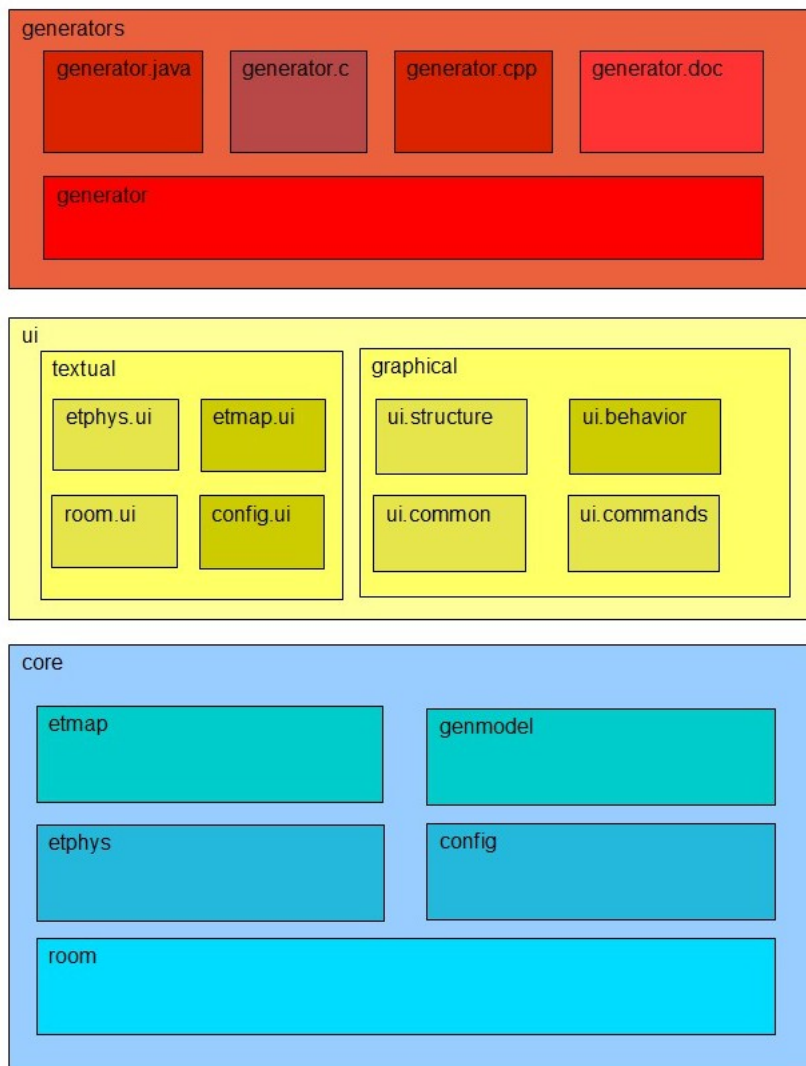 generators
generator.java
generator.c
generator.cpp
generator.doc
generator
ui
textual
etphys.ui
etmap.ui
room.ui
config.ui
graphical
ui.structure
ui.behavior
ui.common
ui.commands
core
etmap
genmodel
etphys
config
room